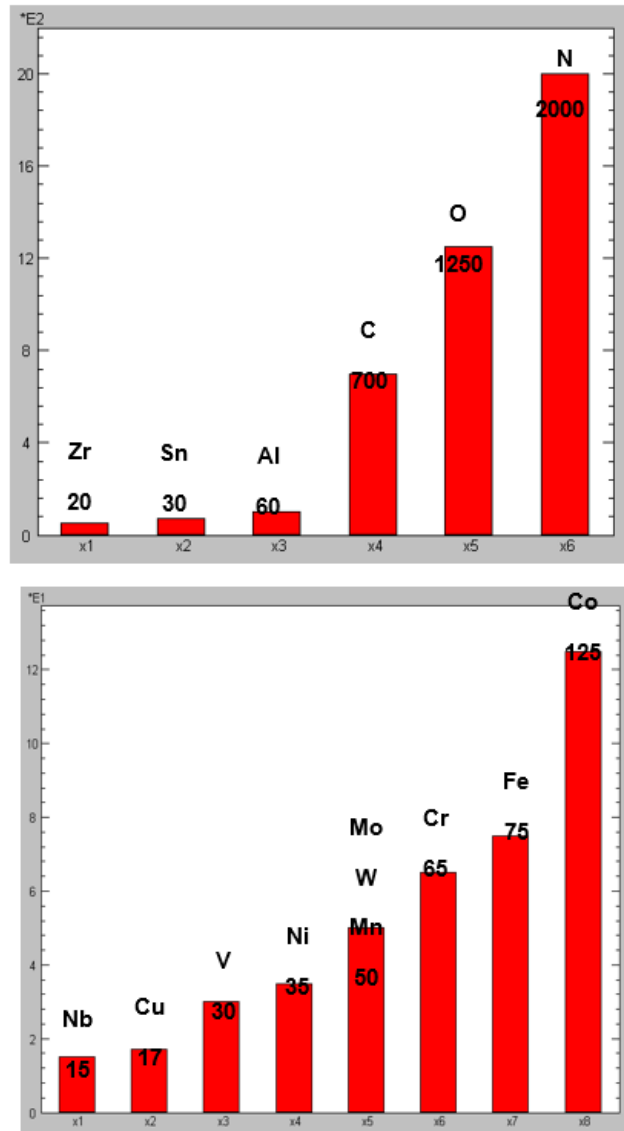 *E2
N
20
2000
16
O
12
1250
C
8
700
Zr
Sn
Al
4
20
30
60
0
x1 x2 x3 x4 x5 x6
*E1
Co
12
125
10
Fe
Cr
8
Mo
75
W
65
6
Mn
Ni
50
V
4
35
30
Cu
Nb
2
17
15
0
x1 x2 x3 x4 x5 x6 x7 x8